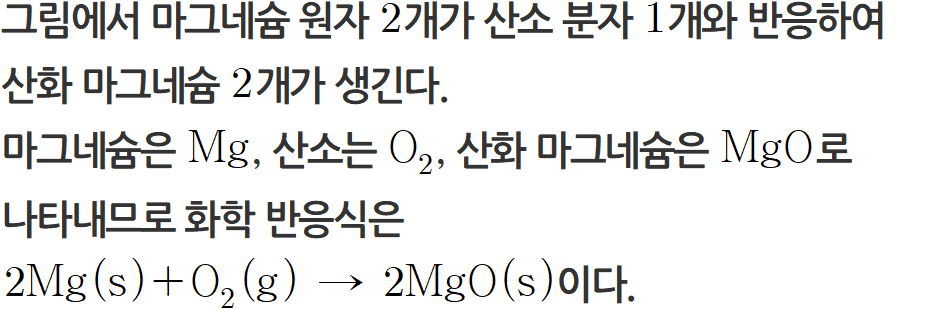 그림에서 마그네슘 원자 2개가 산소 분자 1개와 반응하여
산화 마그네슘 2개가 생긴다.
마그네슘은 Mg, 산소는 O₂, 산화 마그네슘은 MgO로
나타내므로 화학 반응식은
2Mg(s)+O₂(g) → 2MgO(s)이다.